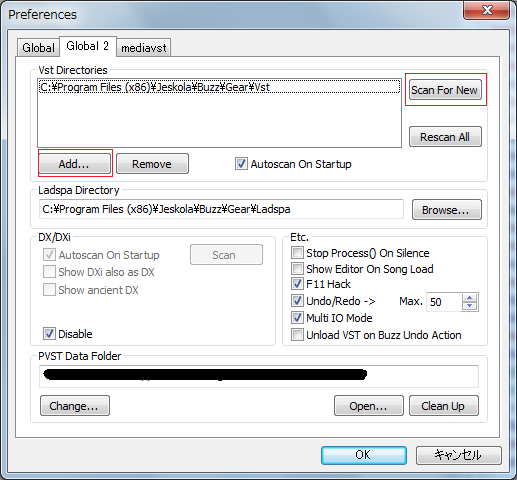 Preferences
Global
Global 2
mediavst
Vst Directories
C:¥Program Files (x86)¥Jeskola¥Buzz¥Gear¥Vst
Scan For New
Rescan All
Add...
Remove
Autoscan On Startup
Ladspa Directory
C:¥Program Files (x86)¥Jeskola¥Buzz¥Gear¥Ladspa
Browse...
DX/DXi
Autoscan On Startup
Scan
Show DXi also as DX
Show ancient DX
Disable
Etc.
Stop Process() On Silence
Show Editor On Song Load
F11 Hack
Undo/Redo -> Max. 50
Multi IO Mode
Unload VST on Buzz Undo Action
PVST Data Folder
Change...
Open...
Clean Up
OK
キャンセル